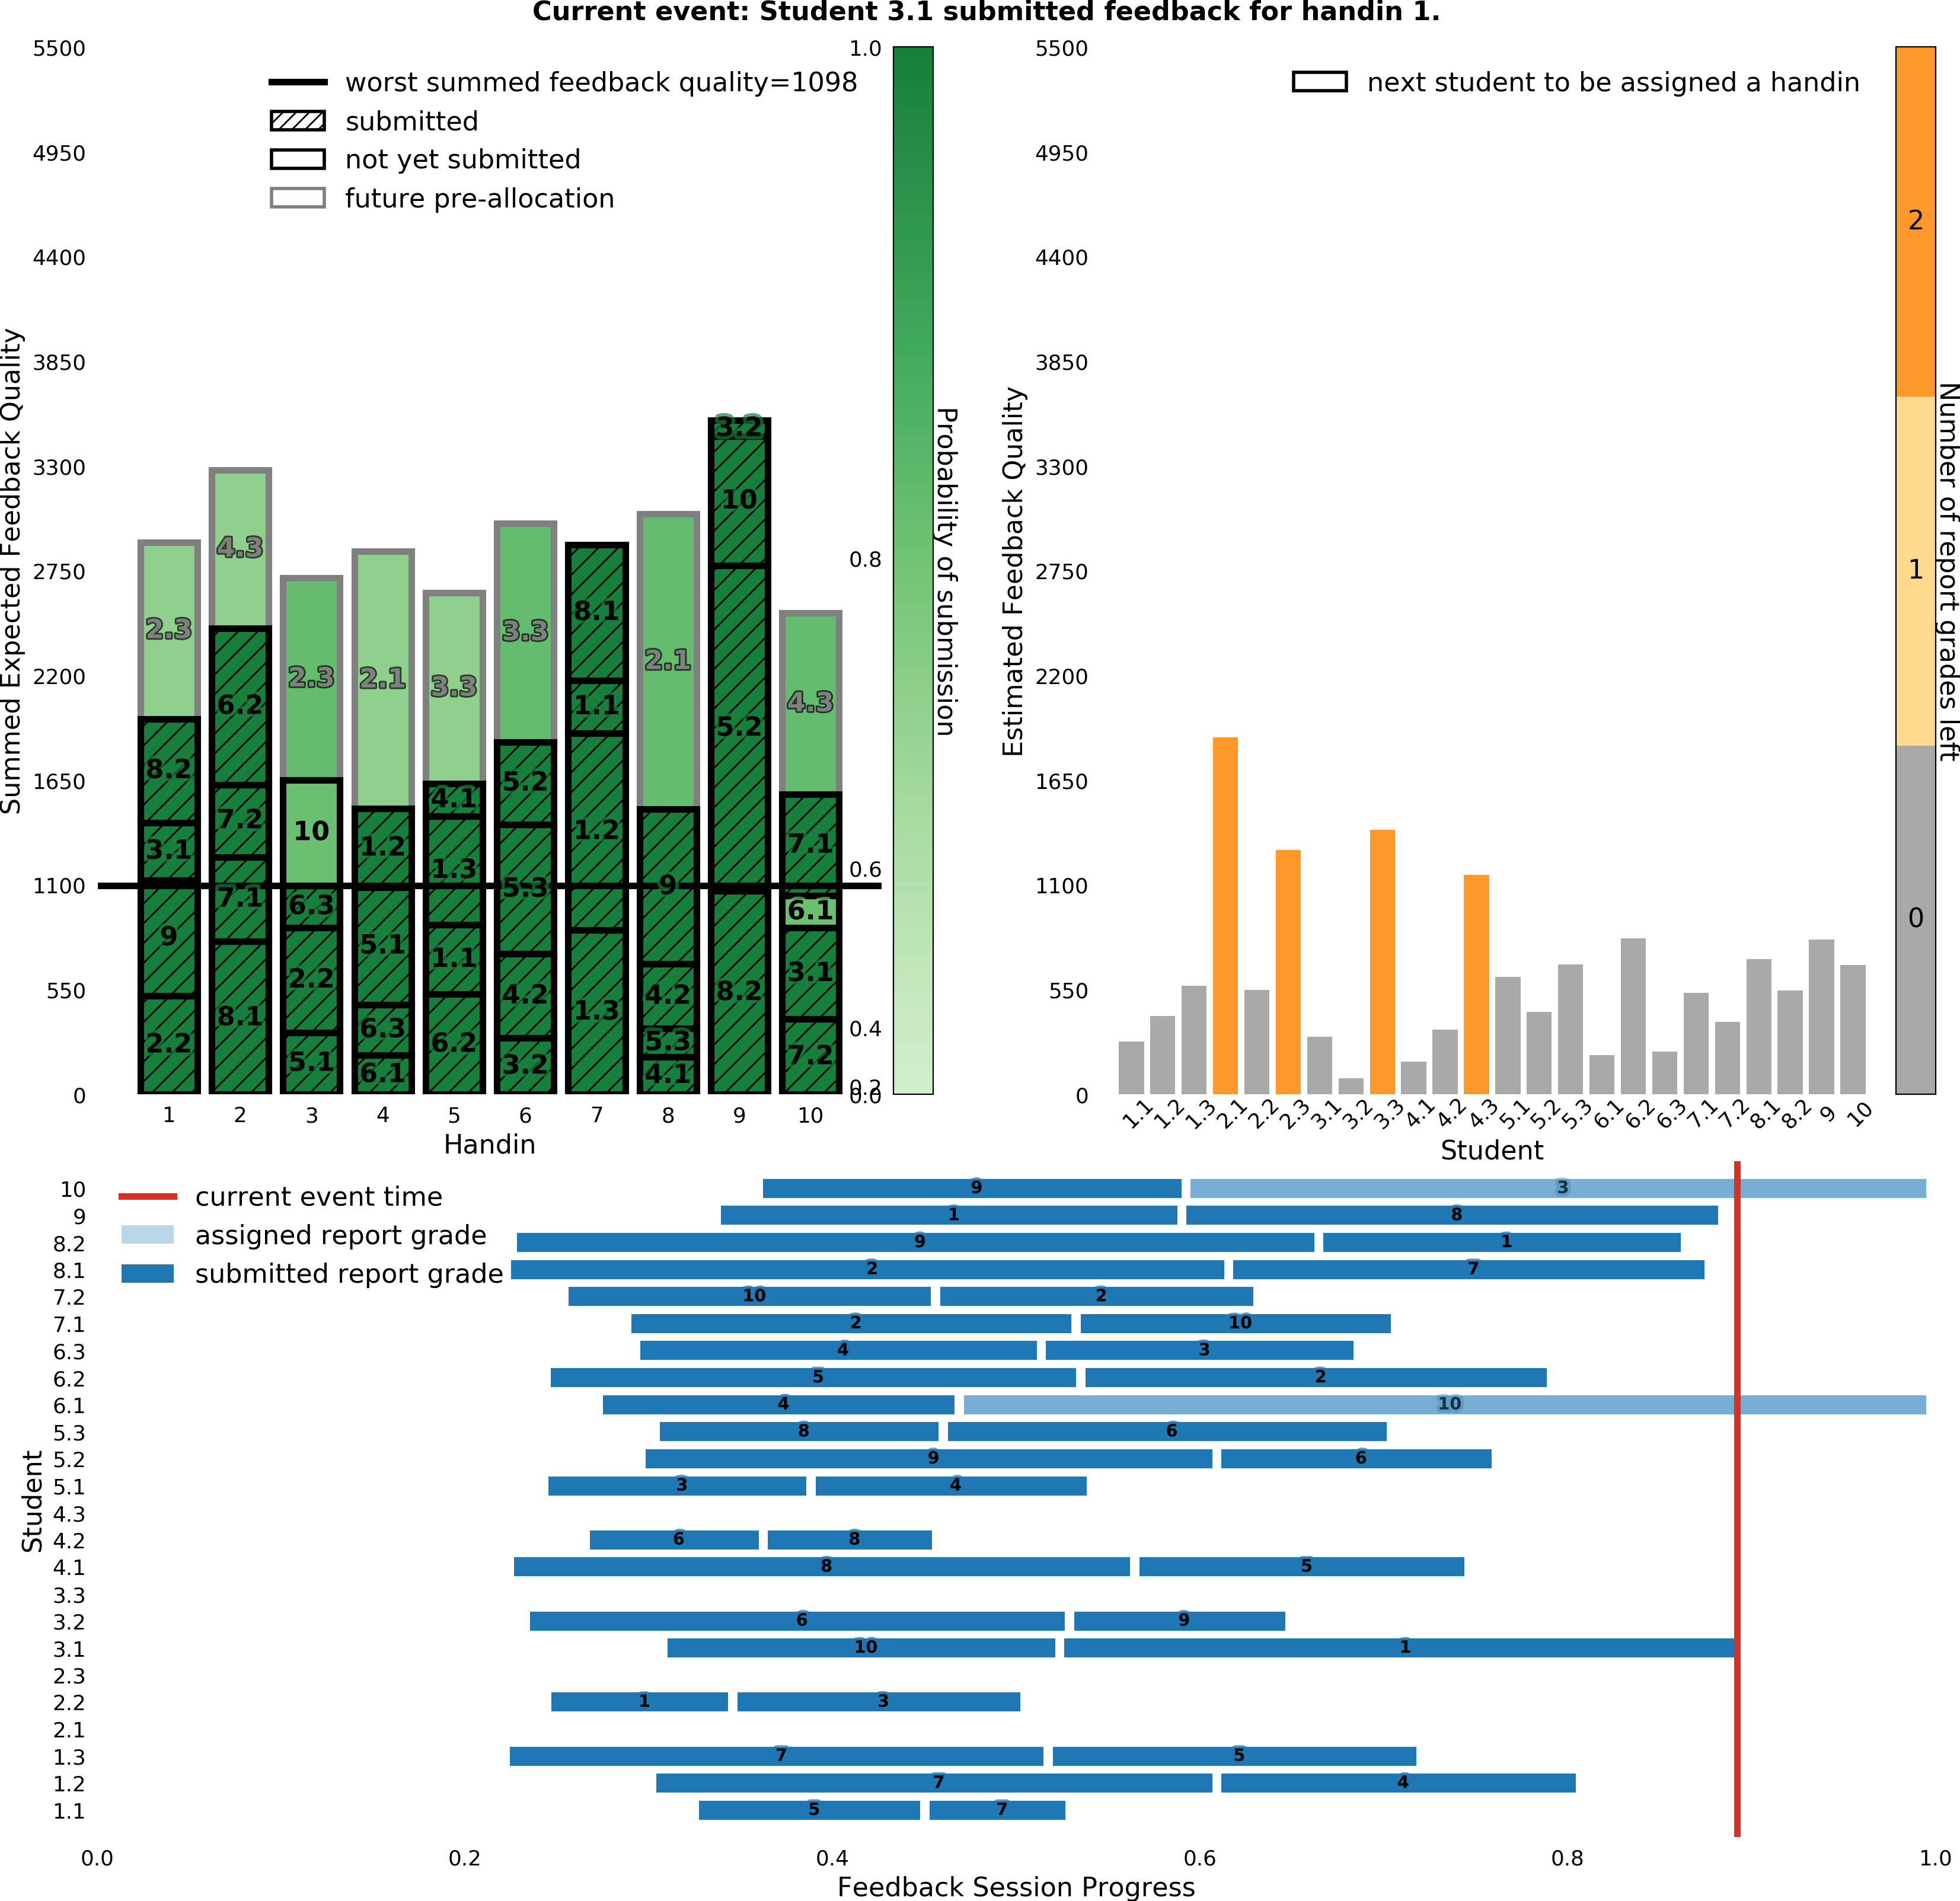 Current event: Student 3.1 submitted feedback for handin 1.
5500
4950
4400
3850
3300
2750
2200
1650
1100
550
0
Summed Expected Feedback Quality
worst summed feedback quality=1098
submitted
not yet submitted
future pre-allocation
2.3
8.2
3.1
9
2.2
4.3
6.2
7.2
7.1
8.1
2.3
10
6.3
2.2
5.1
2.1
1.2
5.1
6.3
6.1
3.3
4.1
1.3
1.1
6.2
3.3
5.2
5.3
4.2
3.2
8.1
1.1
1.2
1.3
2.1
9
4.2
5.3
4.1
3.2
10
5.2
8.2
4.3
7.1
6.1
3.1
7.2
1 2 3 4 5 6 7 8 9 10
Handin
1.0
0.8
0.6
0.4
0.2
0.0
Probability of submission
5500
4950
4400
3850
3300
2750
2200
1650
1100
550
0
Estimated Feedback Quality
next student to be assigned a handin
1.1 1.2 1.3 2.1 2.2 2.3 3.1 3.2 3.3 4.1 4.2 4.3 5.1 5.2 5.3 6.1 6.2 6.3 7.1 7.2 8.1 8.2 9 10
Student
2
1
0
Number of report grades left
current event time
assigned report grade
submitted report grade
Student
10 9 3
9 1 8
8.2 9 1
8.1 2 7
7.2 10 2
7.1 2 10
6.3 4 3
6.2 5 2
6.1 4 10
5.3 8 6
5.2 9 6
5.1 3 4
4.3
4.2 6 8
4.1 8 5
3.3
3.2 6 9
3.1 10 1
2.3
2.2 1 3
2.1
1.3 7 5
1.2 7 4
1.1 5 7
0.0 0.2 0.4 0.6 0.8 1.0
Feedback Session Progress